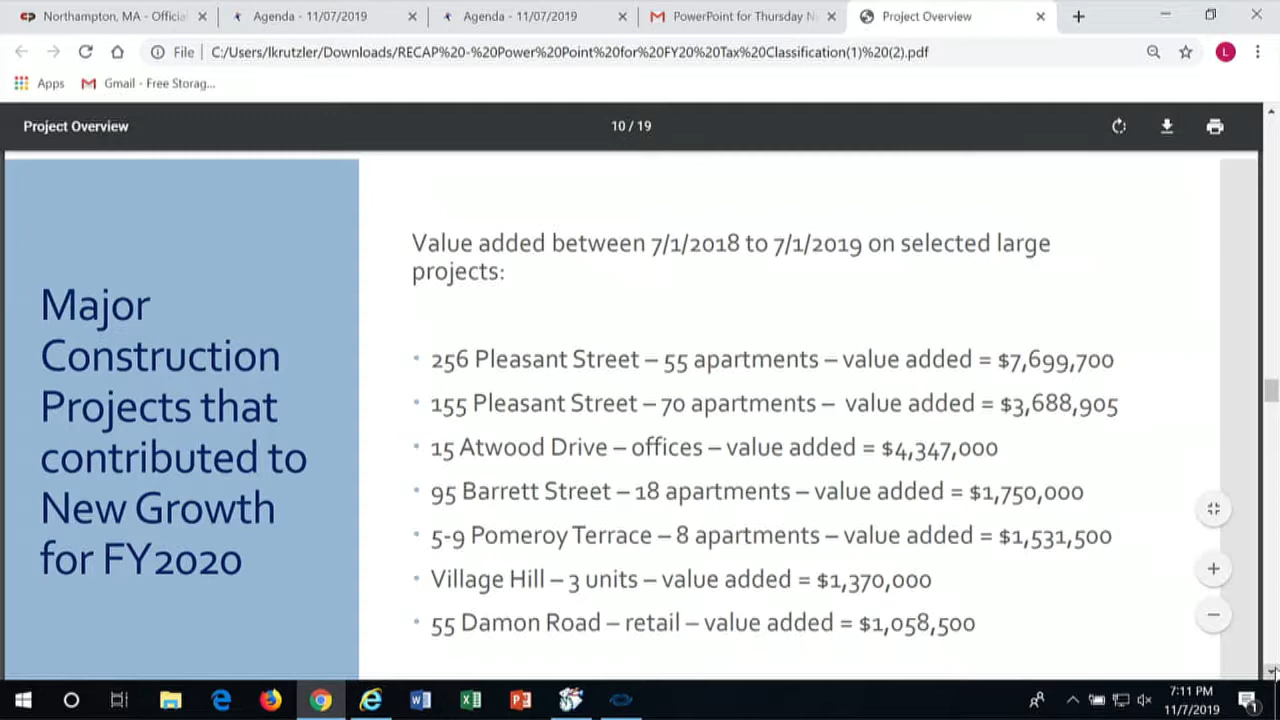 Northampton, MA - Official
Agenda - 11/07/2019
Agenda - 11/07/2019
PowerPoint for Thursday N
Project Overview
File
C:/Users/lkrutzler/Downloads/RECAP%20-%20Power%20Point%20for%20FY20%20Tax%20Classification(1)%20(2).pdf
L
Apps
Gmail - Free Storag...
Project Overview
10 / 19
Major
Construction
Projects that
contributed to
New Growth
for FY2020
Value added between 7/1/2018 to 7/1/2019 on selected large
projects:
• 256 Pleasant Street – 55 apartments – value added = $7,699,700
• 155 Pleasant Street – 70 apartments – value added = $3,688,905
• 15 Atwood Drive – offices – value added = $4,347,000
• 95 Barrett Street – 18 apartments – value added = $1,750,000
• 5-9 Pomeroy Terrace – 8 apartments – value added = $1,531,500
• Village Hill – 3 units – value added = $1,370,000
• 55 Damon Road – retail – value added = $1,058,500
7:11 PM
11/7/2019
1